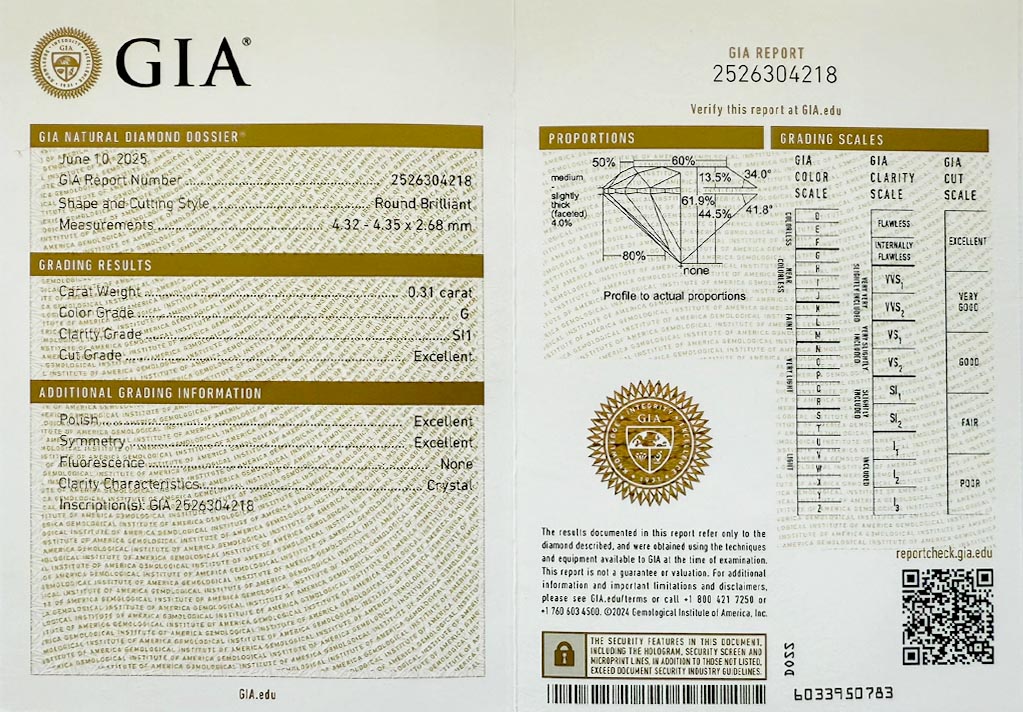 GIA®
GIA NATURAL DIAMOND DOSSIER®
June 10, 2025
GIA Report Number 2526304218
Shape and Cutting Style Round Brilliant
Measurements 4.32 - 4.35 x 2.68 mm
GRADING RESULTS
Carat Weight 0.31 carat
Color Grade G
Clarity Grade SI1
Cut Grade Excellent
ADDITIONAL GRADING INFORMATION
Polish Excellent
Symmetry Excellent
Fluorescence None
Clarity Characteristics Crystal
Inscription(s): GIA 2526304218
GIA.edu
GIA REPORT
2526304218
Verify this report at GIA.edu
PROPORTIONS
50%
60%
13.5%
34.0°
medium
-
slightly
thick
(faceted)
4.0%
61.9%
44.5%
41.8°
80%
none
Profile to actual proportions
GIA
The results documented in this report refer only to the
diamond described, and were obtained using the techniques
and equipment available to GIA at the time of examination.
This report is not a guarantee or valuation. For additional
information and important limitations and disclaimers,
please see GIA.edu/terms or call +1 800 421 7250 or
+1 760 603 4500. ©2024 Gemological Institute of America, Inc.
THE SECURITY FEATURES IN THIS DOCUMENT,
INCLUDING THE HOLOGRAM, SECURITY SCREEN AND
MICROPRINT LINES, IN ADDITION TO THOSE NOT LISTED,
EXCEED DOCUMENT SECURITY INDUSTRY GUIDELINES.
GRADING SCALES
GIA
COLOR
SCALE
COLORLESS
D
E
F
NEAR
COLORLESS
G
H
I
J
FAINT
K
L
M
VERY LIGHT
N
O
P
Q
R
LIGHT
S
T
U
V
W
X
Y
Z
GIA
CLARITY
SCALE
FLAWLESS
INTERNALLY
FLAWLESS
VERY VERY
SLIGHTLY INCLUDED
VVS1
VVS2
VERY SLIGHTLY
INCLUDED
VS1
VS2
SLIGHTLY
INCLUDED
SI1
SI2
INCLUDED
I1
I2
I3
GIA
CUT
SCALE
EXCELLENT
VERY
GOOD
GOOD
FAIR
POOR
reportcheck.gia.edu
DO22
6033950783